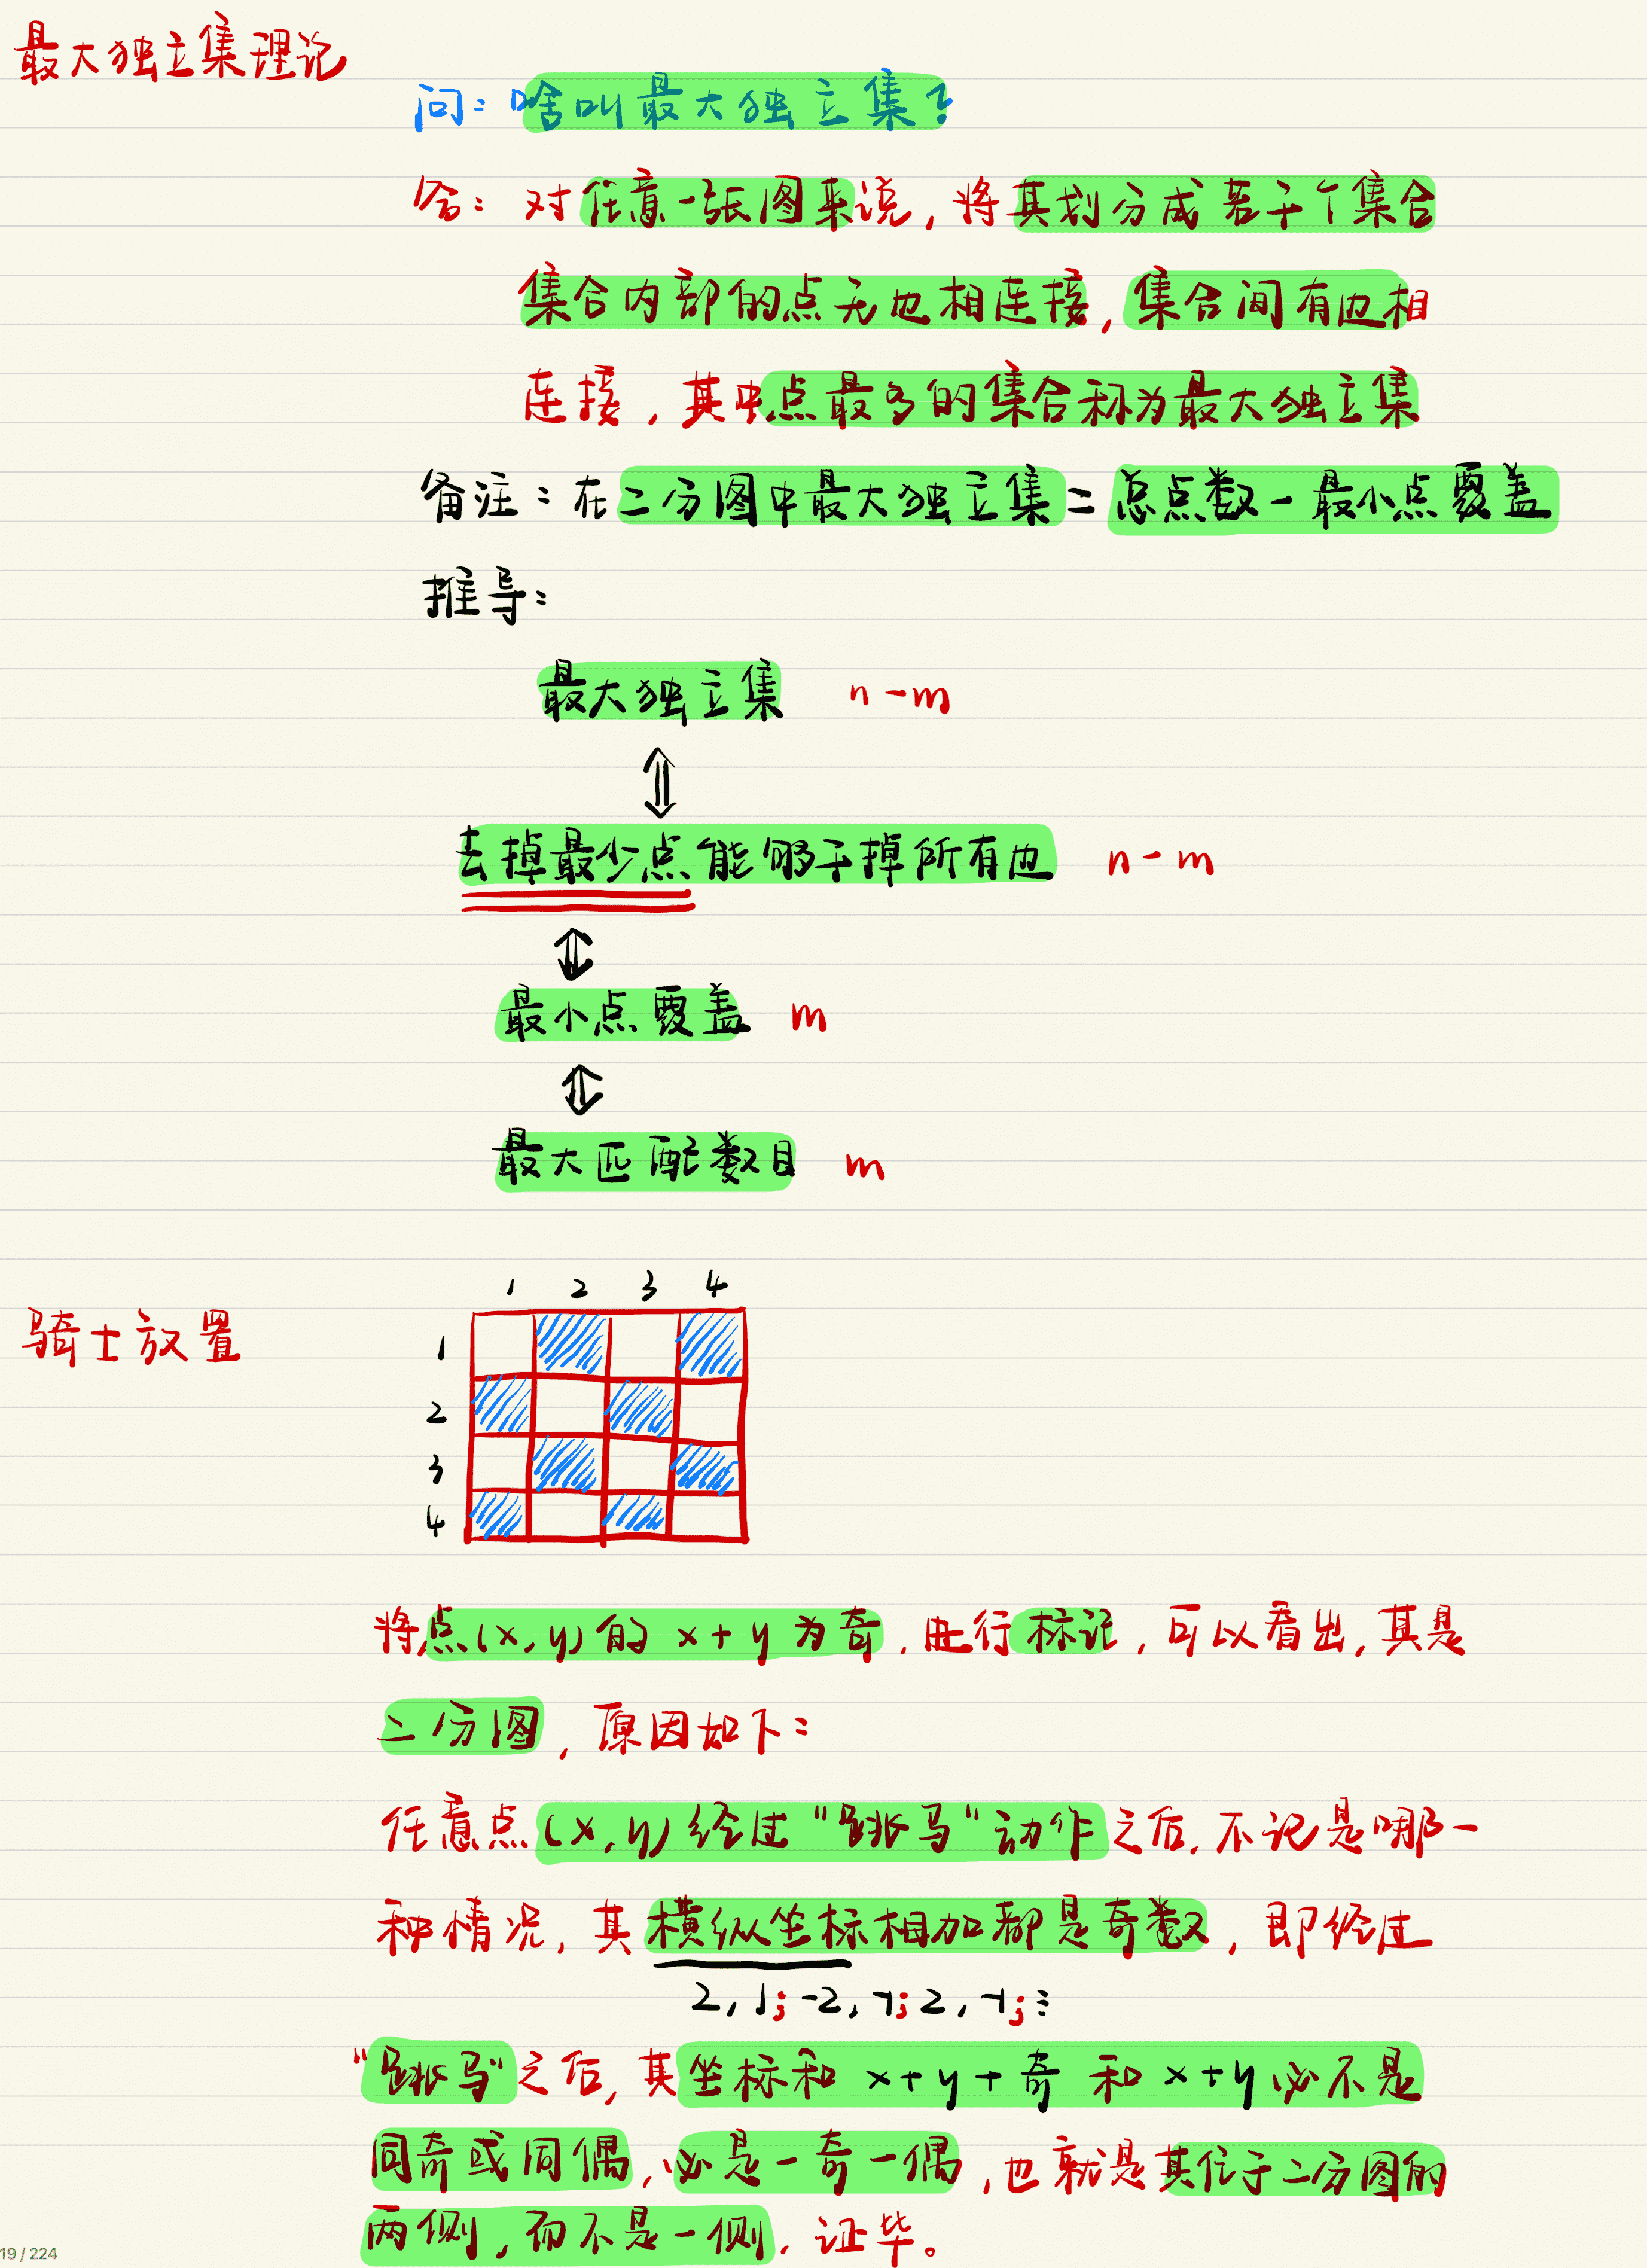 最大独立集理论
问：啥叫最大独立集？
答：对任意一张图来说，将其划分成若干个集合
集合内部的点无边相连接，集合间有边相
连接，其中点最多的集合称为最大独立集
备注：在二分图中最大独立集＝总点数－最小点覆盖
推导：
最大独立集 n－m
⇕
去掉最少点能够干掉所有边 n－m
⇕
最小点覆盖 m
⇕
最大匹配数目 m
1 2 3 4
骑士放置
1
2
3
4
将点(x,y)的x+y为奇，进行标记，可以看出，其是
二分图，原因如下：
任意点(x,y)经过“跳马”动作之后，不论是哪一
种情况，其横纵坐标相加都是奇数，即经过
2,1;-2,-1;2,-1;⋮
“跳马”之后，其坐标和x+y+奇和x+y必不是
同奇或同偶，必是一奇一偶，也就是其位于二分图的
两侧，而不是一侧，证毕。
19 / 224